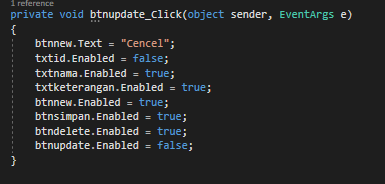 1 reference
private void btnupdate_Click(object sender, EventArgs e)
{
btnnew.Text = "Cencel";
txtid.Enabled = false;
txtnama.Enabled = true;
txtketerangan.Enabled = true;
btnnew.Enabled = true;
btnsimpan.Enabled = true;
btndelete.Enabled = true;
btnupdate.Enabled = false;
}